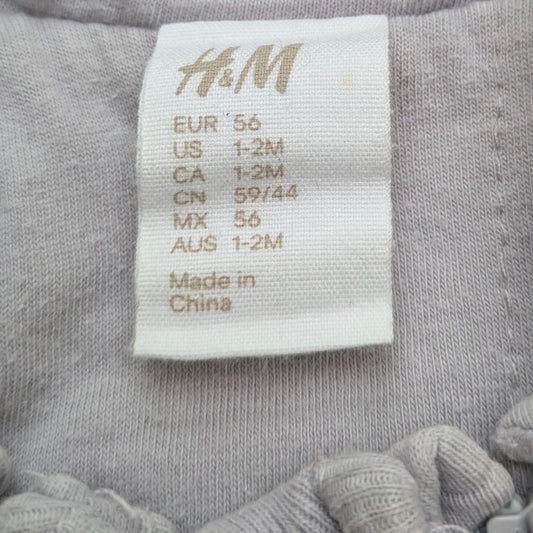 H&M
EUR 56
US 1-2M
CA 1-2M
CN 59/44
MX 56
AUS 1-2M
Made in
China